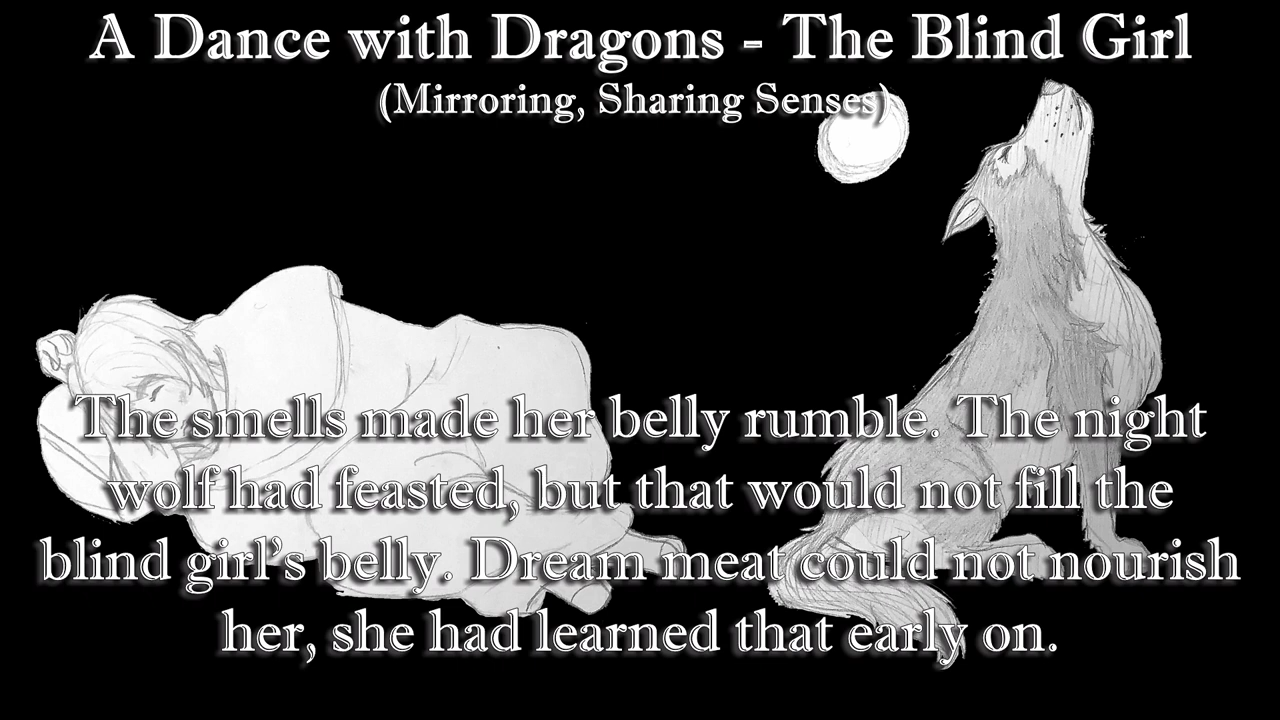 A Dance with Dragons - The Blind Girl
(Mirroring, Sharing Senses)
The smells made her belly rumble. The night
wolf had feasted, but that would not fill the
blind girl’s belly. Dream meat could not nourish
her, she had learned that early on.